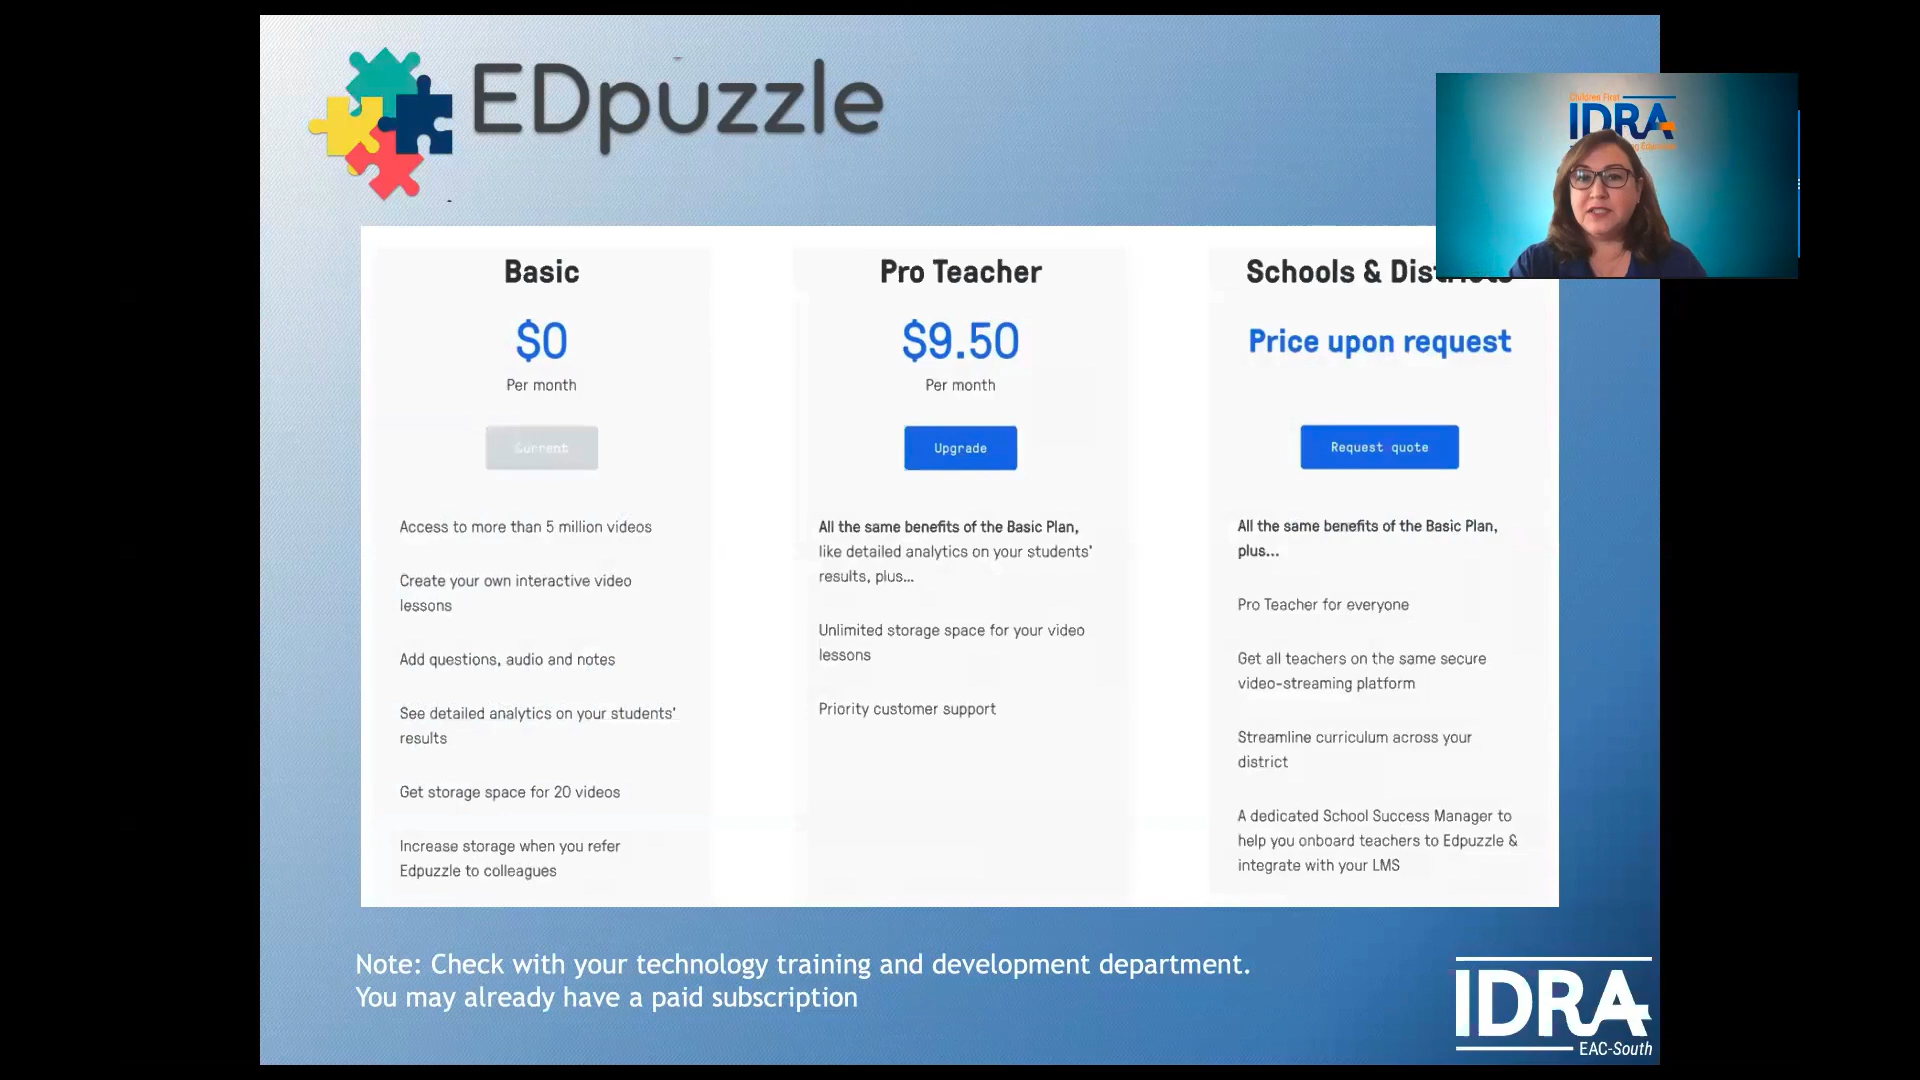 EDpuzzle
Children First
IDRA
Basic
$0
Per month
Current
Access to more than 5 million videos
Create your own interactive video
lessons
Add questions, audio and notes
See detailed analytics on your students'
results
Get storage space for 20 videos
Increase storage when you refer
Edpuzzle to colleagues
Pro Teacher
$9.50
Per month
Upgrade
All the same benefits of the Basic Plan,
like detailed analytics on your students'
results, plus...
Unlimited storage space for your video
lessons
Priority customer support
Schools &
Price upon request
Request quote
All the same benefits of the Basic Plan,
plus...
Pro Teacher for everyone
Get all teachers on the same secure
video-streaming platform
Streamline curriculum across your
district
A dedicated School Success Manager to
help you onboard teachers to Edpuzzle &
integrate with your LMS
Note: Check with your technology training and development department.
You may already have a paid subscription
IDRA
EAC-South